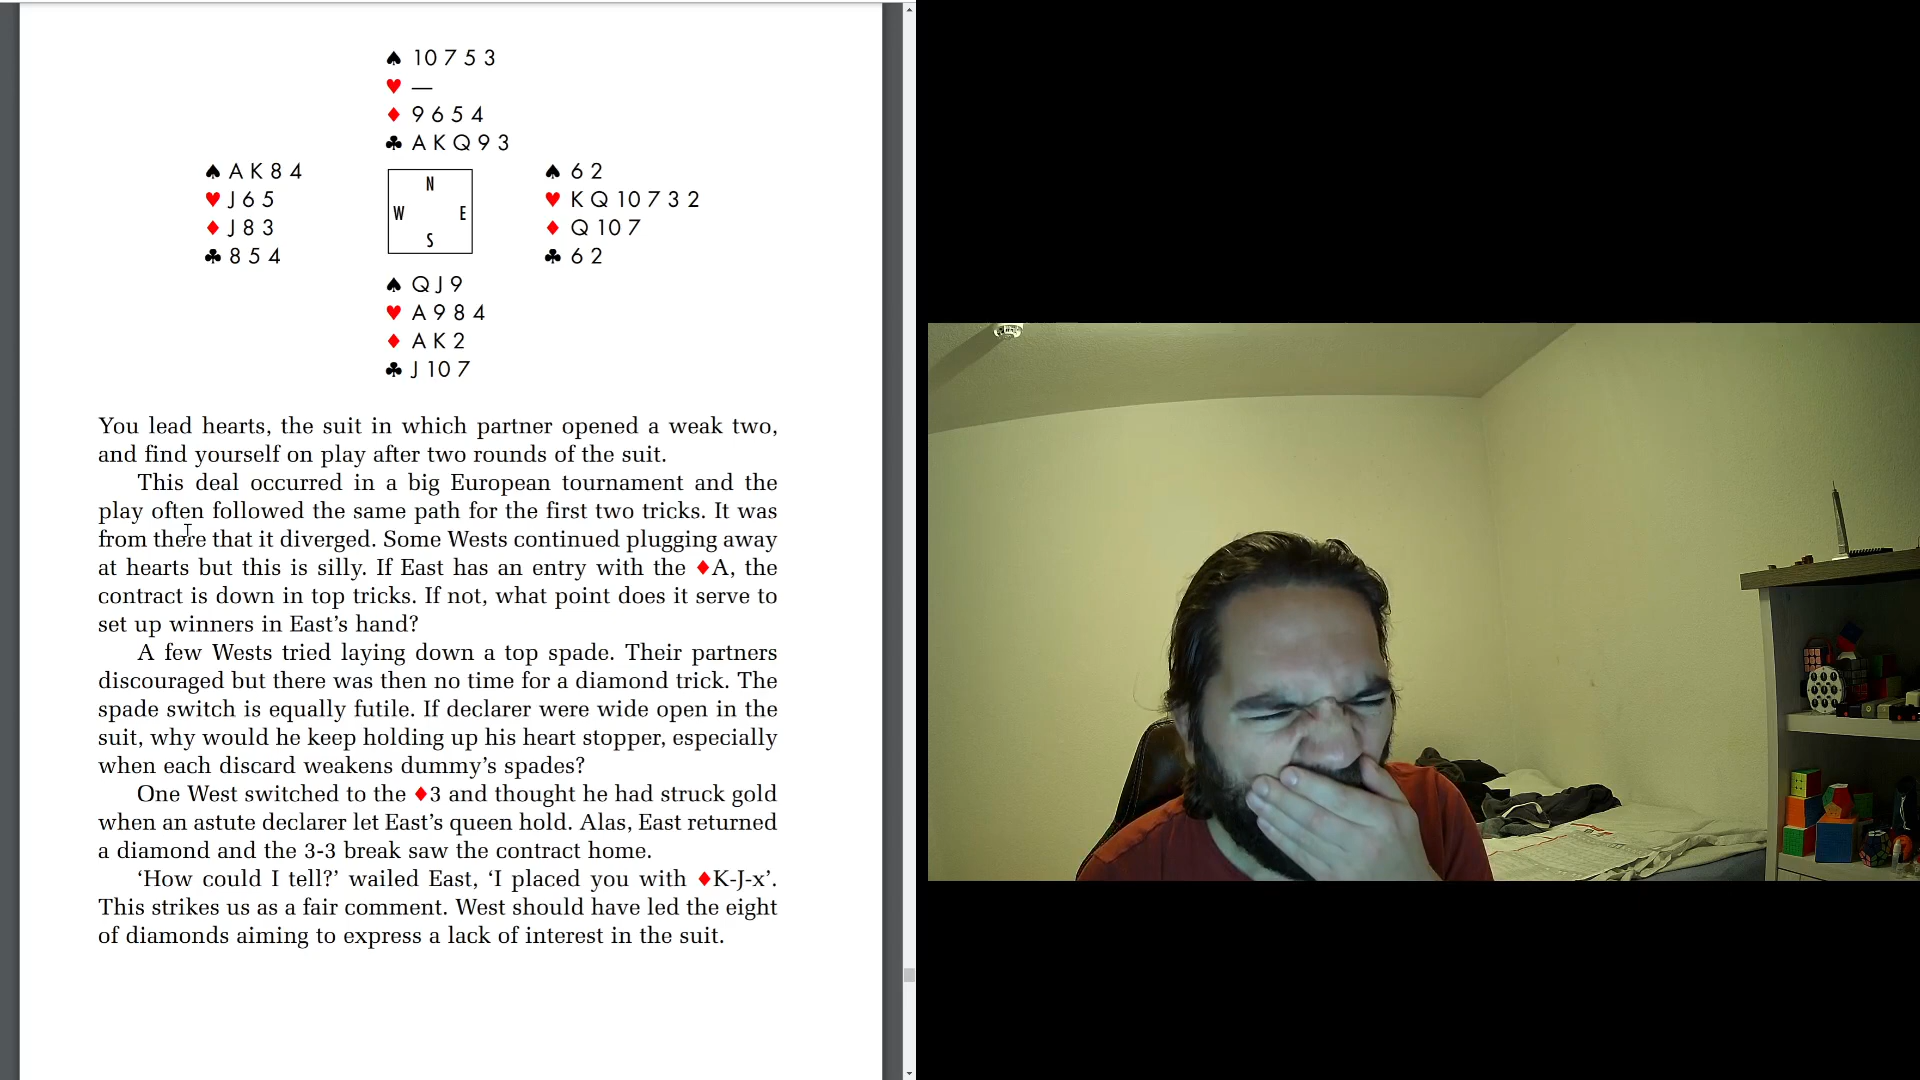 ♠ 10 7 5 3
♥ —
♦ 9 6 5 4
♣ A K Q 9 3
♠ A K 8 4
♥ J 6 5
♦ J 8 3
♣ 8 5 4
N
W E
S
♠ 6 2
♥ K Q 10 7 3 2
♦ Q 10 7
♣ 6 2
♠ Q J 9
♥ A 9 8 4
♦ A K 2
♣ J 10 7
You lead hearts, the suit in which partner opened a weak two,
and find yourself on play after two rounds of the suit.
This deal occurred in a big European tournament and the
play often followed the same path for the first two tricks. It was
from there that it diverged. Some Wests continued plugging away
at hearts but this is silly. If East has an entry with the ♦A, the
contract is down in top tricks. If not, what point does it serve to
set up winners in East’s hand?
A few Wests tried laying down a top spade. Their partners
discouraged but there was then no time for a diamond trick. The
spade switch is equally futile. If declarer were wide open in the
suit, why would he keep holding up his heart stopper, especially
when each discard weakens dummy’s spades?
One West switched to the ♦3 and thought he had struck gold
when an astute declarer let East’s queen hold. Alas, East returned
a diamond and the 3-3 break saw the contract home.
‘How could I tell?’ wailed East, ‘I placed you with ♦K-J-x’.
This strikes us as a fair comment. West should have led the eight
of diamonds aiming to express a lack of interest in the suit.